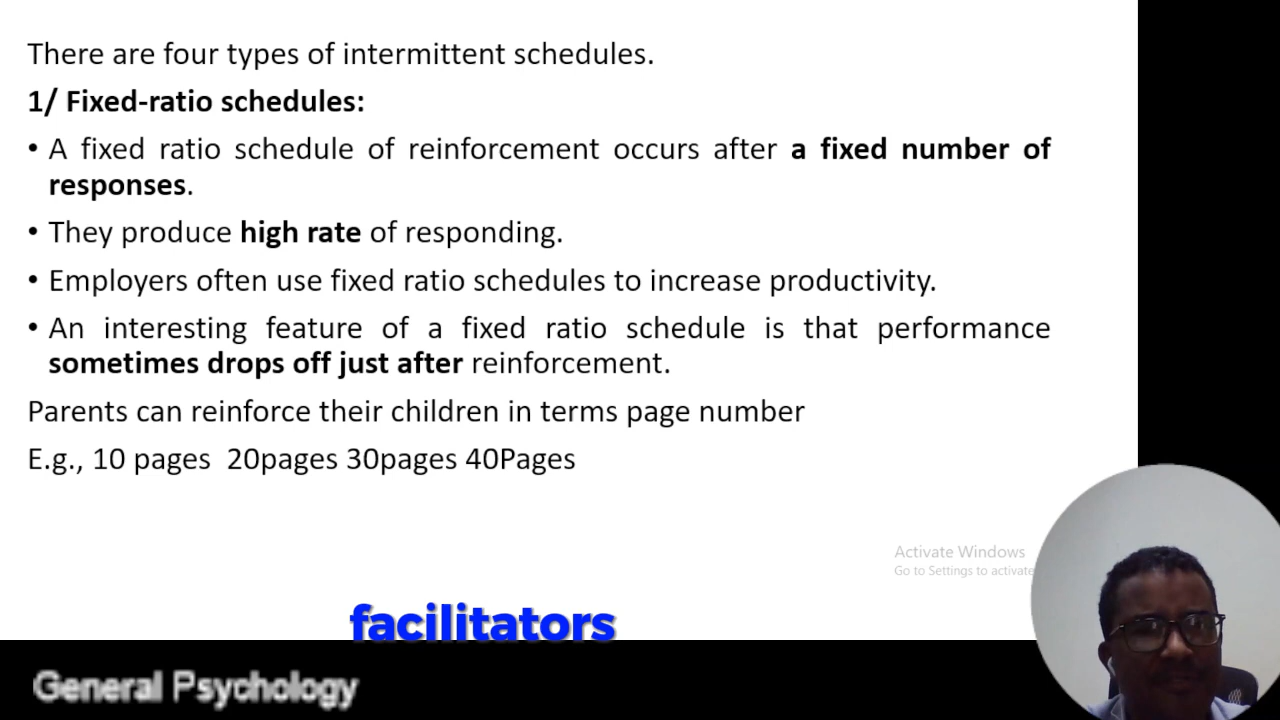 There are four types of intermittent schedules.
1/ Fixed-ratio schedules:
• A fixed ratio schedule of reinforcement occurs after a fixed number of
responses.
• They produce high rate of responding.
• Employers often use fixed ratio schedules to increase productivity.
• An interesting feature of a fixed ratio schedule is that performance
sometimes drops off just after reinforcement.
Parents can reinforce their children in terms page number
E.g., 10 pages  20pages 30pages 40Pages
Activate Windows
Go to Settings to activate
facilitators
General Psychology